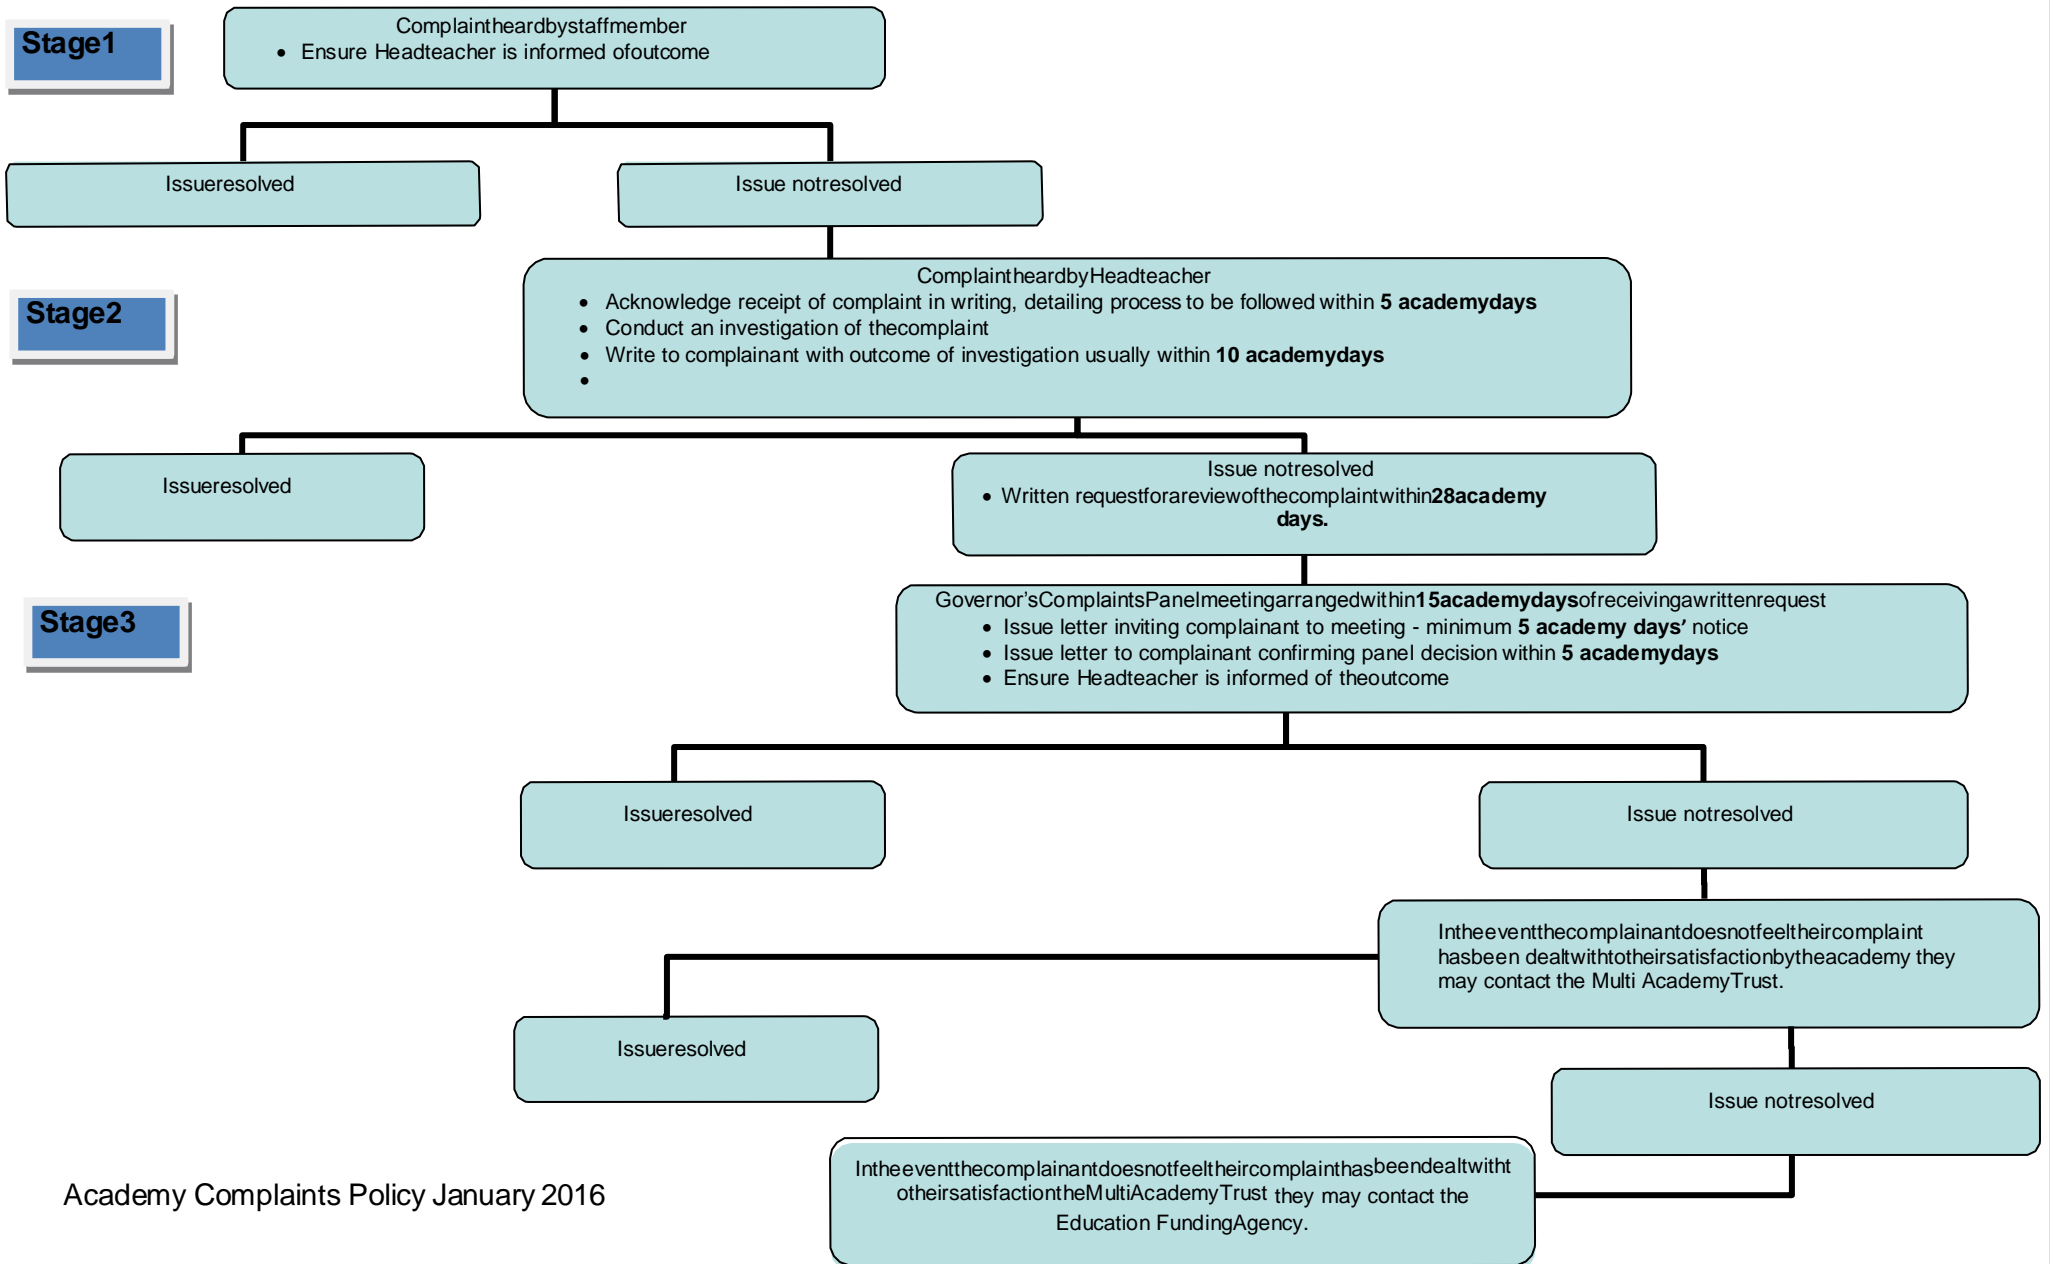 Stage1
Complaintheardbystaffmember
• Ensure Headteacher is informed ofoutcome
Issueresolved
Issue notresolved
Stage2
ComplaintheardbyHeadteacher
• Acknowledge receipt of complaint in writing, detailing process to be followed within 5 academydays
• Conduct an investigation of thecomplaint
• Write to complainant with outcome of investigation usually within 10 academydays
•
Issueresolved
Issue notresolved
• Written requestforareviewofthecomplaintwithin28academy
days.
Stage3
Governor’sComplaintsPanelmeetingarrangedwithin15academydaysofreceivingawrittenrequest
• Issue letter inviting complainant to meeting - minimum 5 academy days’ notice
• Issue letter to complainant confirming panel decision within 5 academydays
• Ensure Headteacher is informed of theoutcome
Issueresolved
Issue notresolved
Intheeventthecomplainantdoesnotfeeltheircomplaint
hasbeen dealtwithtotheirsatisfactionbytheacademy they
may contact the Multi AcademyTrust.
Issueresolved
Issue notresolved
Intheeventthecomplainantdoesnotfeeltheircomplainthasbeendealtwitht
otheirsatisfactiontheMultiAcademyTrust they may contact the
Education FundingAgency.
Academy Complaints Policy January 2016